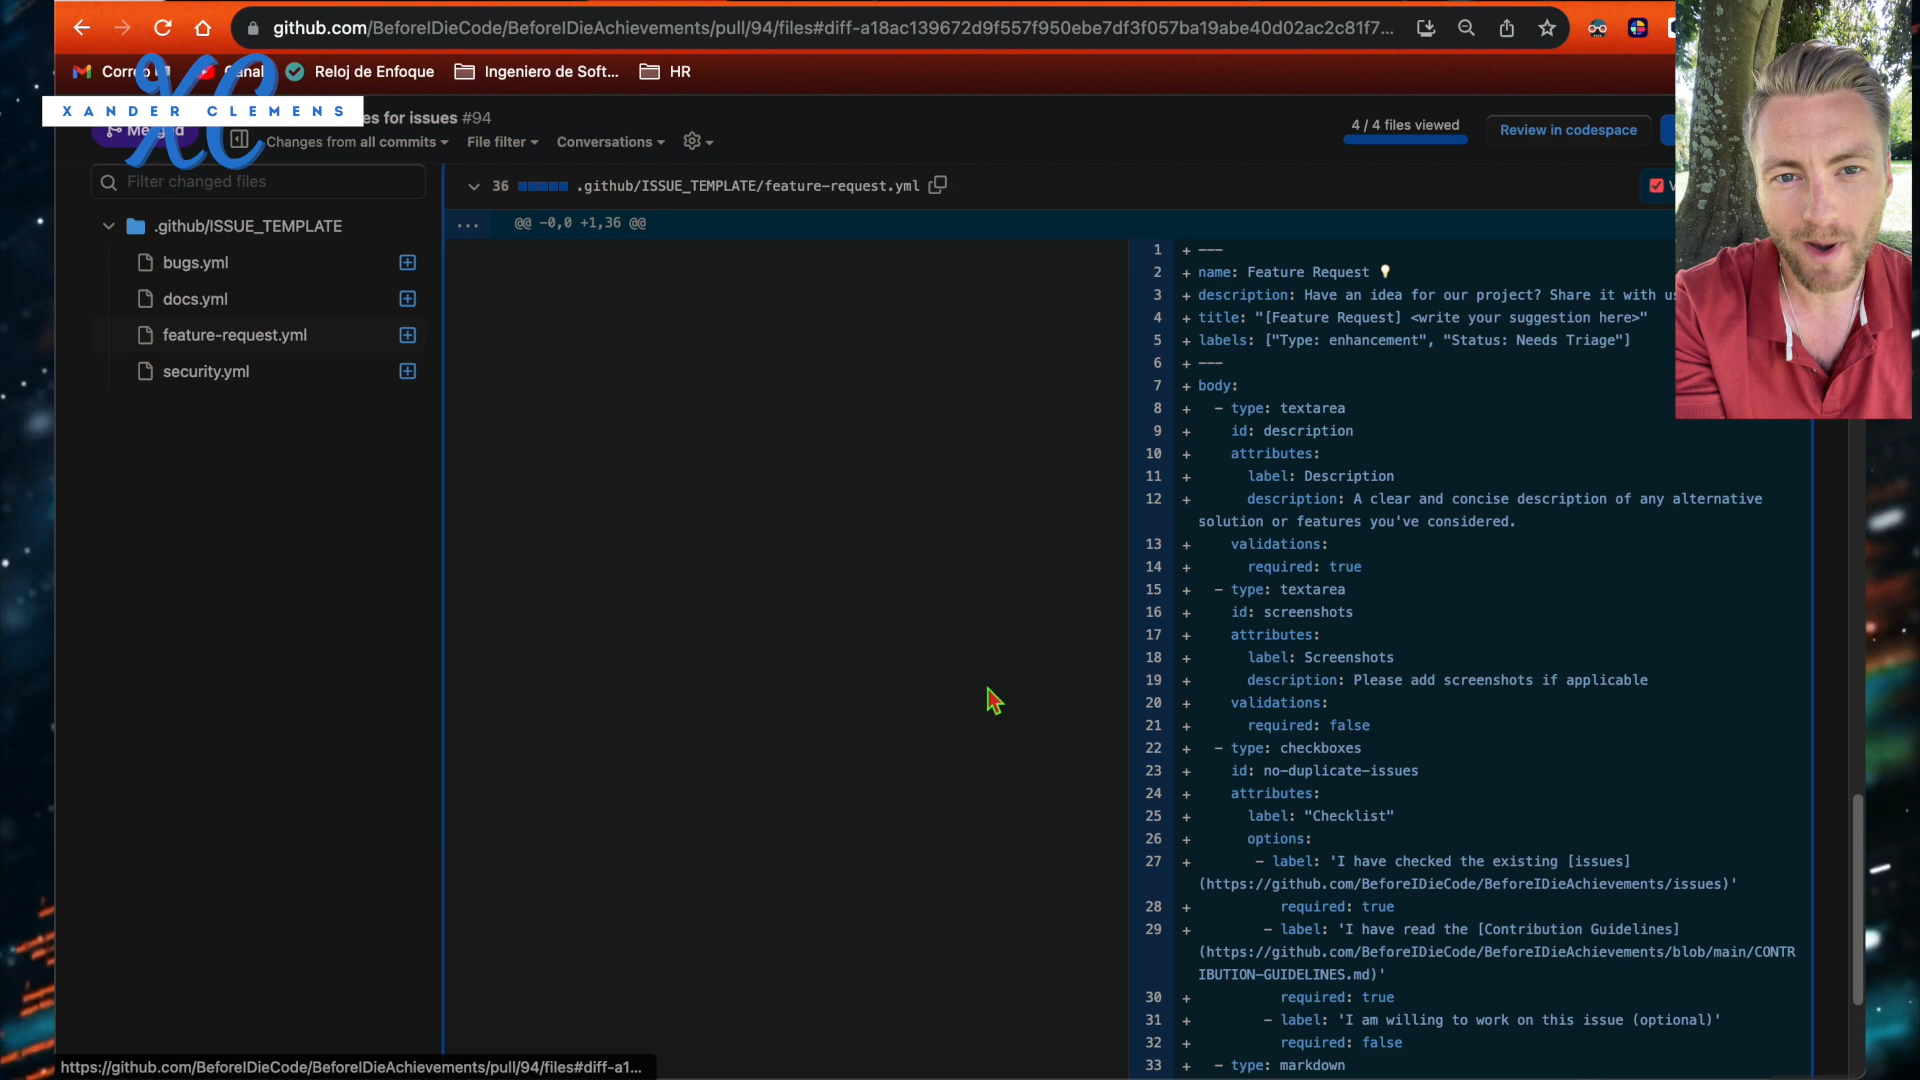 github.com/BeforeIDieCode/BeforeIDieAchievements/pull/94/files#diff-a18ac139672d9f557f950ebe7df3f057ba19abe40d02ac2c81f7...
Correo
Canal
Reloj de Enfoque
Ingeniero de Soft...
HR
XANDER CLEMENS
XC
es for issues #94
Merged
Changes from all commits
File filter
Conversations
4 / 4 files viewed
Review in codespace
Filter changed files
.github/ISSUE_TEMPLATE
bugs.yml
docs.yml
feature-request.yml
security.yml
36 .github/ISSUE_TEMPLATE/feature-request.yml
... @@ -0,0 +1,36 @@
1 + ---
2 + name: Feature Request 💡
3 + description: Have an idea for our project? Share it with us
4 + title: "[Feature Request] <write your suggestion here>"
5 + labels: ["Type: enhancement", "Status: Needs Triage"]
6 + ---
7 + body:
8 + - type: textarea
9 + id: description
10 + attributes:
11 + label: Description
12 + description: A clear and concise description of any alternative
solution or features you've considered.
13 + validations:
14 + required: true
15 + - type: textarea
16 + id: screenshots
17 + attributes:
18 + label: Screenshots
19 + description: Please add screenshots if applicable
20 + validations:
21 + required: false
22 + - type: checkboxes
23 + id: no-duplicate-issues
24 + attributes:
25 + label: "Checklist"
26 + options:
27 + - label: 'I have checked the existing [issues]
(https://github.com/BeforeIDieCode/BeforeIDieAchievements/issues)'
28 + required: true
29 + - label: 'I have read the [Contribution Guidelines]
(https://github.com/BeforeIDieCode/BeforeIDieAchievements/blob/main/CONTR
IBUTION-GUIDELINES.md)'
30 + required: true
31 + - label: 'I am willing to work on this issue (optional)'
32 + required: false
33 + - type: markdown
https://github.com/BeforeIDieCode/BeforeIDieAchievements/pull/94/files#diff-a1...